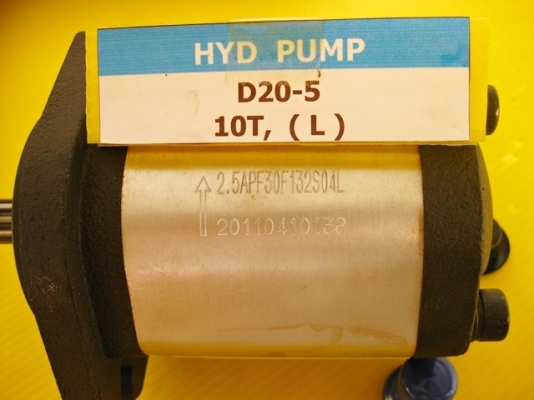 HYD PUMP
D20-5
10T, ( L )
2.5APF30F132S04L
20110410132